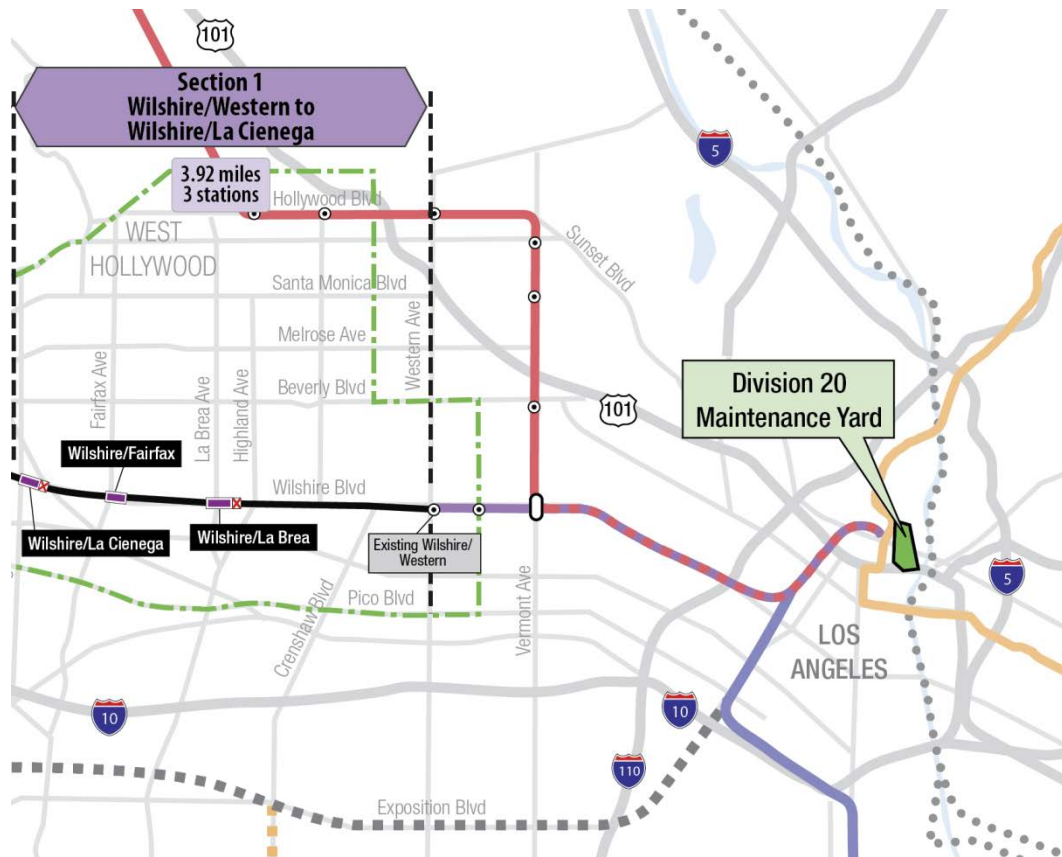 101
Section 1
Wilshire/Western to
Wilshire/La Cienega
5
3.92 miles
3 stations
Hollywood Blvd
WEST
HOLLYWOOD
Sunset Blvd
Santa Monica Blvd
Melrose Ave
Western Ave
Fairfax Ave
La Brea Ave
Highland Ave
Beverly Blvd
101
Division 20
Maintenance Yard
Wilshire/Fairfax
Wilshire Blvd
Wilshire/La Cienega
Wilshire/La Brea
Existing Wilshire/
Western
Vermont Ave
5
Pico Blvd
Crenshaw Blvd
LOS
ANGELES
10
10
110
Exposition Blvd